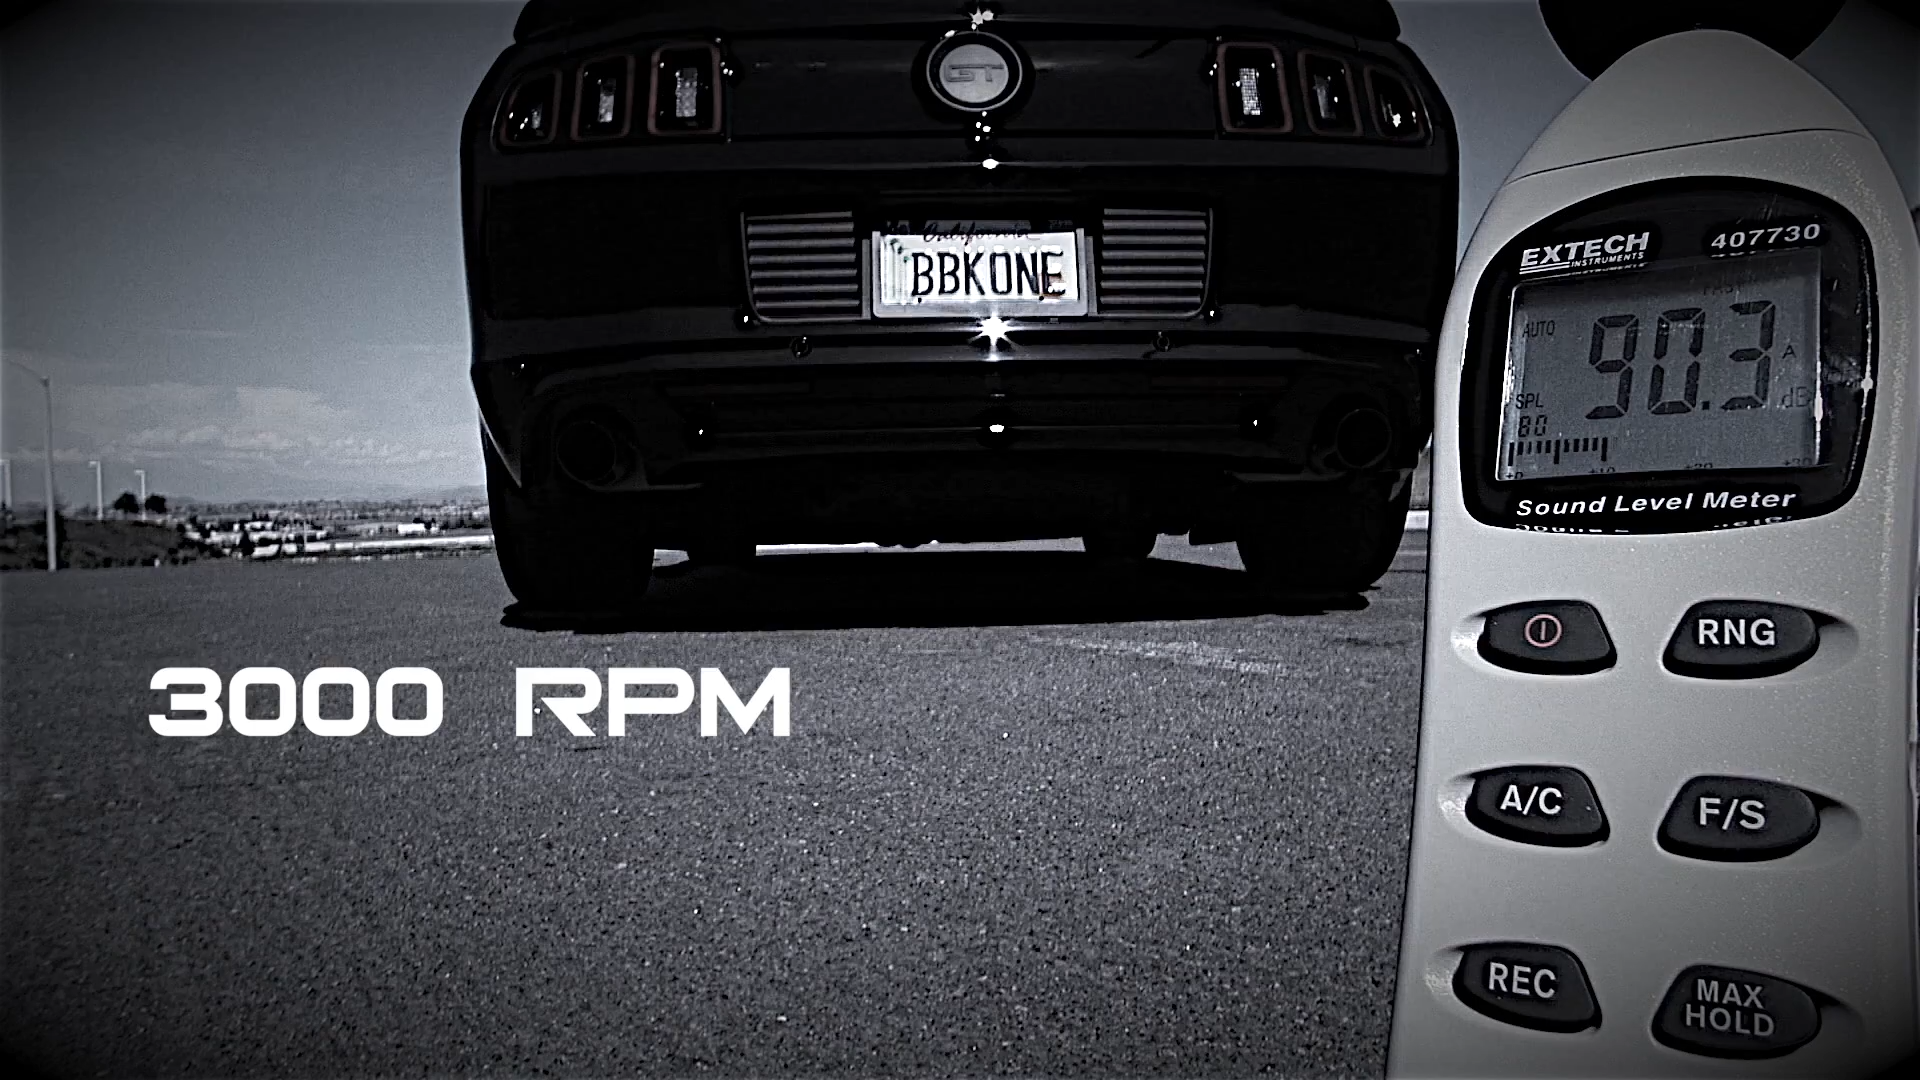 GT
California
BBKONE
3000 RPM
EXTECH
INSTRUMENTS
407730
AUTO
90.3
A
dB
SPL
80
Sound Level Meter
RNG
A/C
F/S
REC
MAX
HOLD